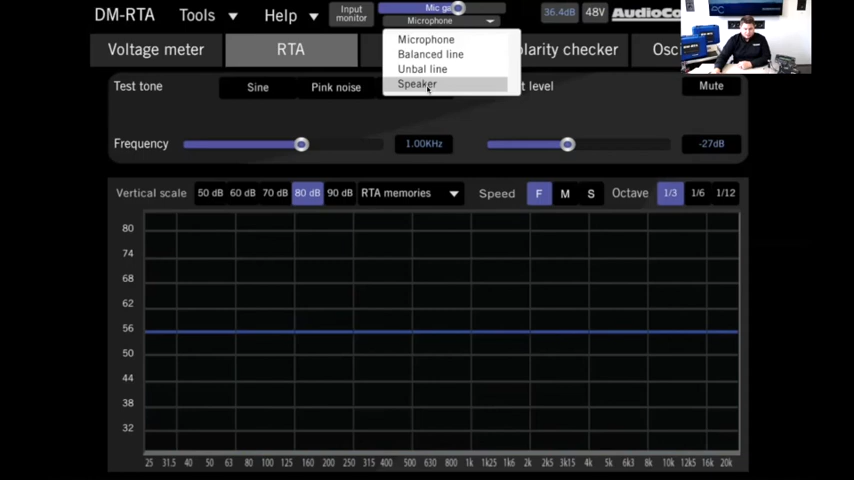 DM-RTA Tools Help Input monitor Mic ga 36.4dB 48V AudioCo
Microphone
Microphone
Balanced line
Unbal line
Speaker
Voltage meter RTA olarity checker Osc
Test tone Sine Pink noise t level Mute
Frequency 1.00KHz -27dB
Vertical scale 50 dB 60 dB 70 dB 80 dB 90 dB RTA memories Speed F M S Octave 1/3 1/6 1/12
80
74
68
62
56
50
44
38
32
25 31.5 40 50 63 80 100 125 160 200 250 315 400 500 630 800 1k 1k25 1k6 2k 2k5 3k15 4k 5k 6k3 8k 10k 12k5 16k 20k